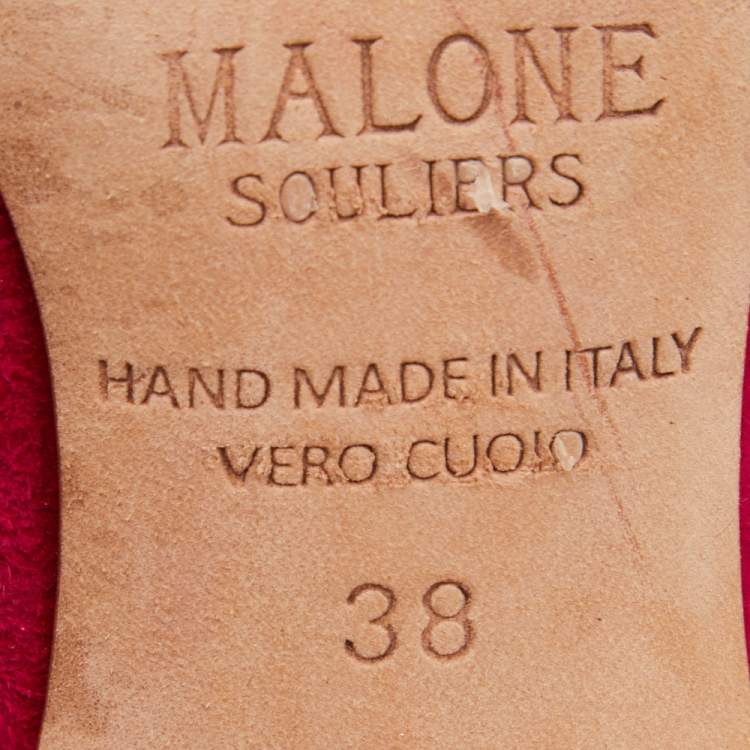 MALONE
SOULIERS
HAND MADE IN ITALY
VERO CUOIO
38